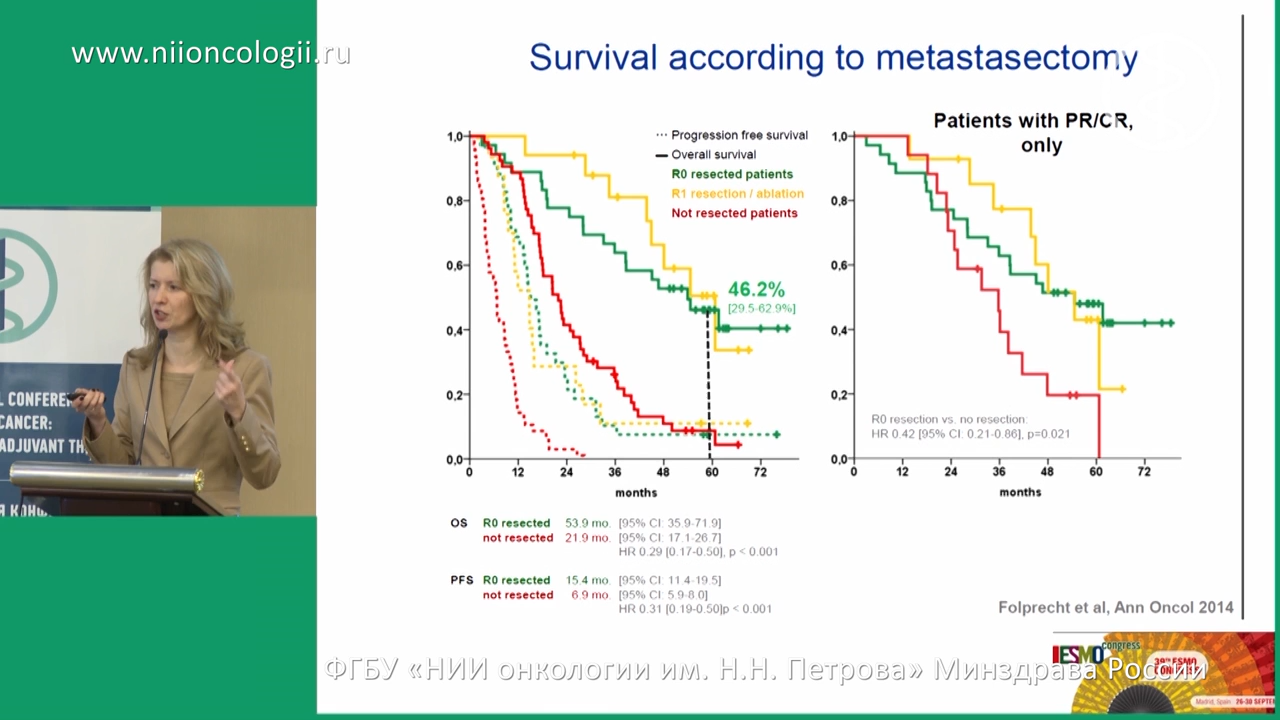 www.niioncologii.ru
Survival according to metastasectomy
Progression free survival
Overall survival
R0 resected patients
R1 resection / ablation
Not resected patients
1,0
0,8
0,6
0,4
0,2
0,0
0 12 24 36 48 60 72
months
46.2%
[29.5-62.9%]
Patients with PR/CR,
only
1,0
0,8
0,6
0,4
0,2
0,0
0 12 24 36 48 60 72
months
R0 resection vs. no resection:
HR 0.42 [95% CI: 0.21-0.86], p=0.021
OS R0 resected 53.9 mo. [95% CI: 35.9-71.9]
not resected 21.9 mo. [95% CI: 17.1-26.7]
HR 0.29 [0.17-0.50], p < 0.001
PFS R0 resected 15.4 mo. [95% CI: 11.4-19.5]
not resected 6.9 mo. [95% CI: 5.9-8.0]
HR 0.31 [0.19-0.50]p < 0.001
Folprecht et al, Ann Oncol 2014
CONFERE
CANCER:
ADJUVANT TH
ESMO congress
ФГБУ «НИИ онкологии им. Н.Н. Петрова» Минздрава России
Madrid, Spain 26-30 SEPTE